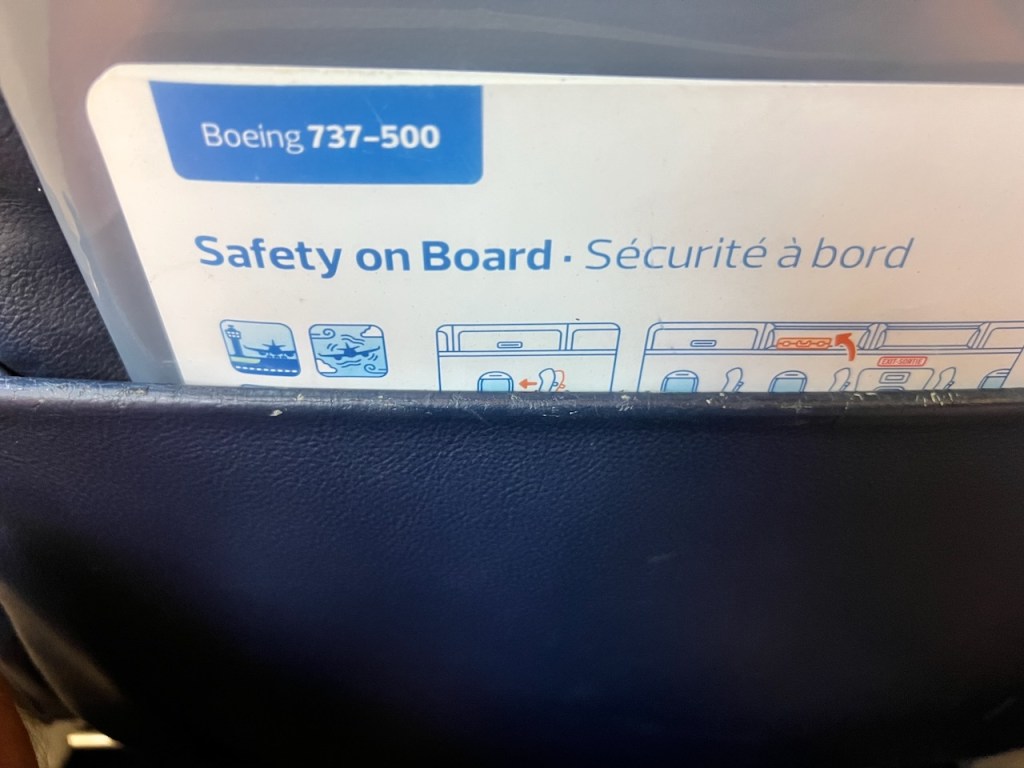 Boeing 737-500
Safety on Board · Sécurité à bord
EXIT SORTIE